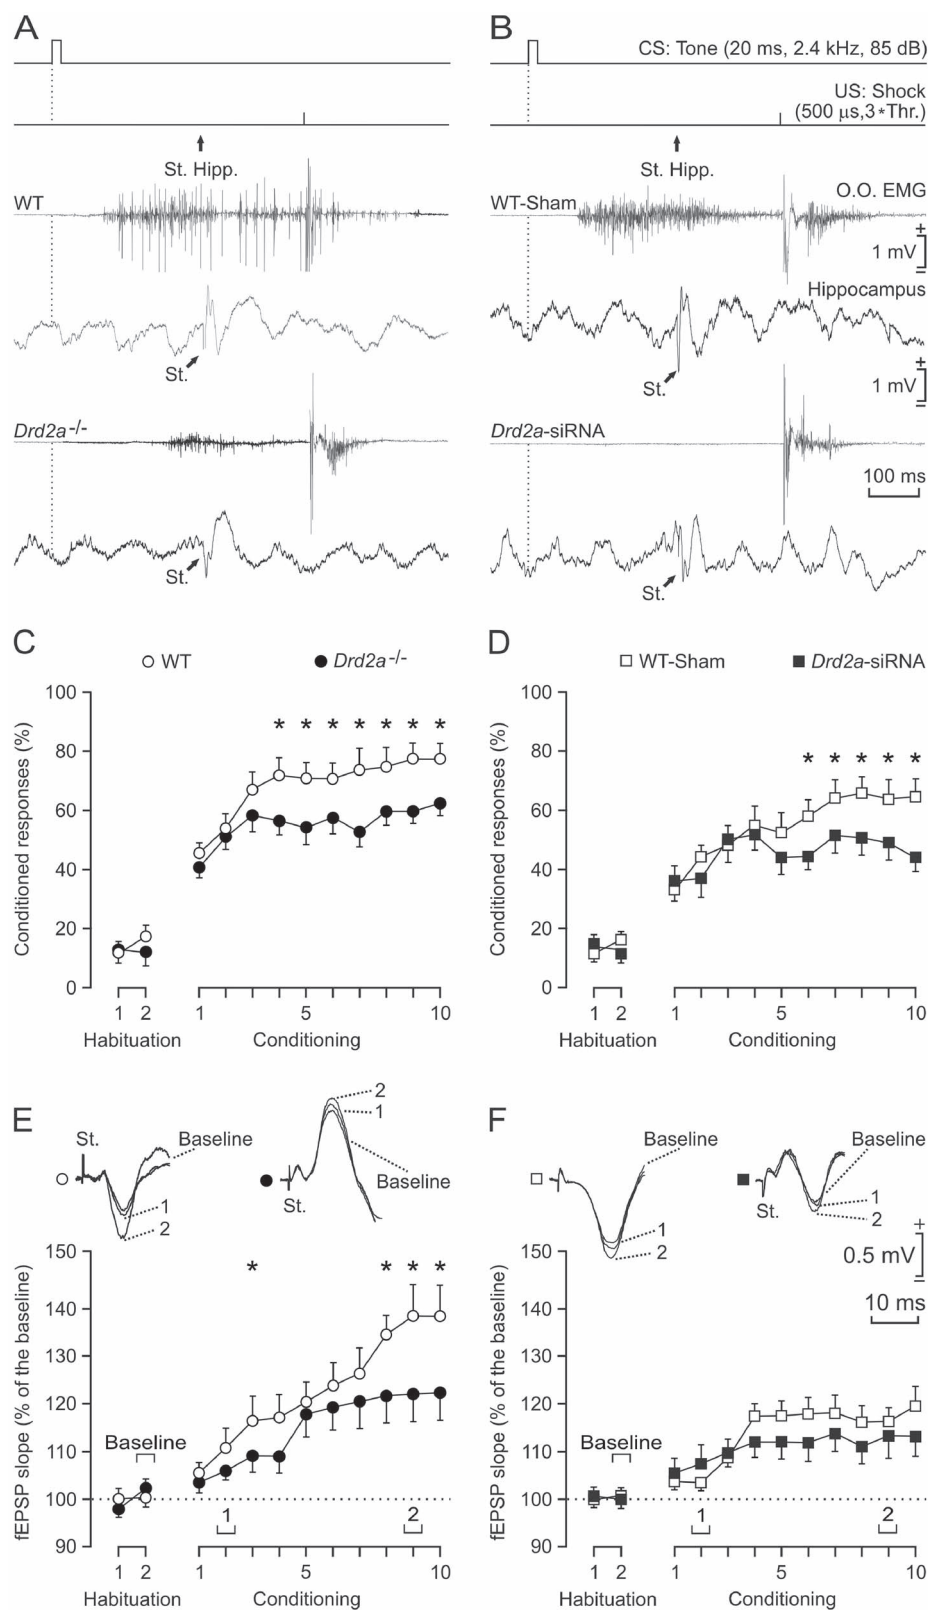 A
B
CS: Tone (20 ms, 2.4 kHz, 85 dB)
US: Shock
(500 μs,3*Thr.)
St. Hipp.
St. Hipp.
WT
WT-Sham
O.O. EMG
+
1 mV
–
Hippocampus
St.
St.
+
1 mV
–
Drd2a-/-
Drd2a-siRNA
100 ms
St.
St.
C
WT
Drd2a-/-
D
WT-Sham
Drd2a-siRNA
Conditioned responses (%)
100
80
60
40
20
0
* * * * * * *
1 2
Habituation
1 5 10
Conditioning
Conditioned responses (%)
100
80
60
40
20
0
* * * * *
1 2
Habituation
1 5 10
Conditioning
E
St.
Baseline
1
2
2
1
Baseline
St.
F
Baseline
1
2
Baseline
St.
1
2
+
0.5 mV
–
10 ms
fEPSP slope (% of the baseline)
150
140
130
120
110
100
90
* * * *
Baseline
1
2
1 2
Habituation
1 5 10
Conditioning
fEPSP slope (% of the baseline)
150
140
130
120
110
100
90
Baseline
1
2
1 2
Habituation
1 5 10
Conditioning